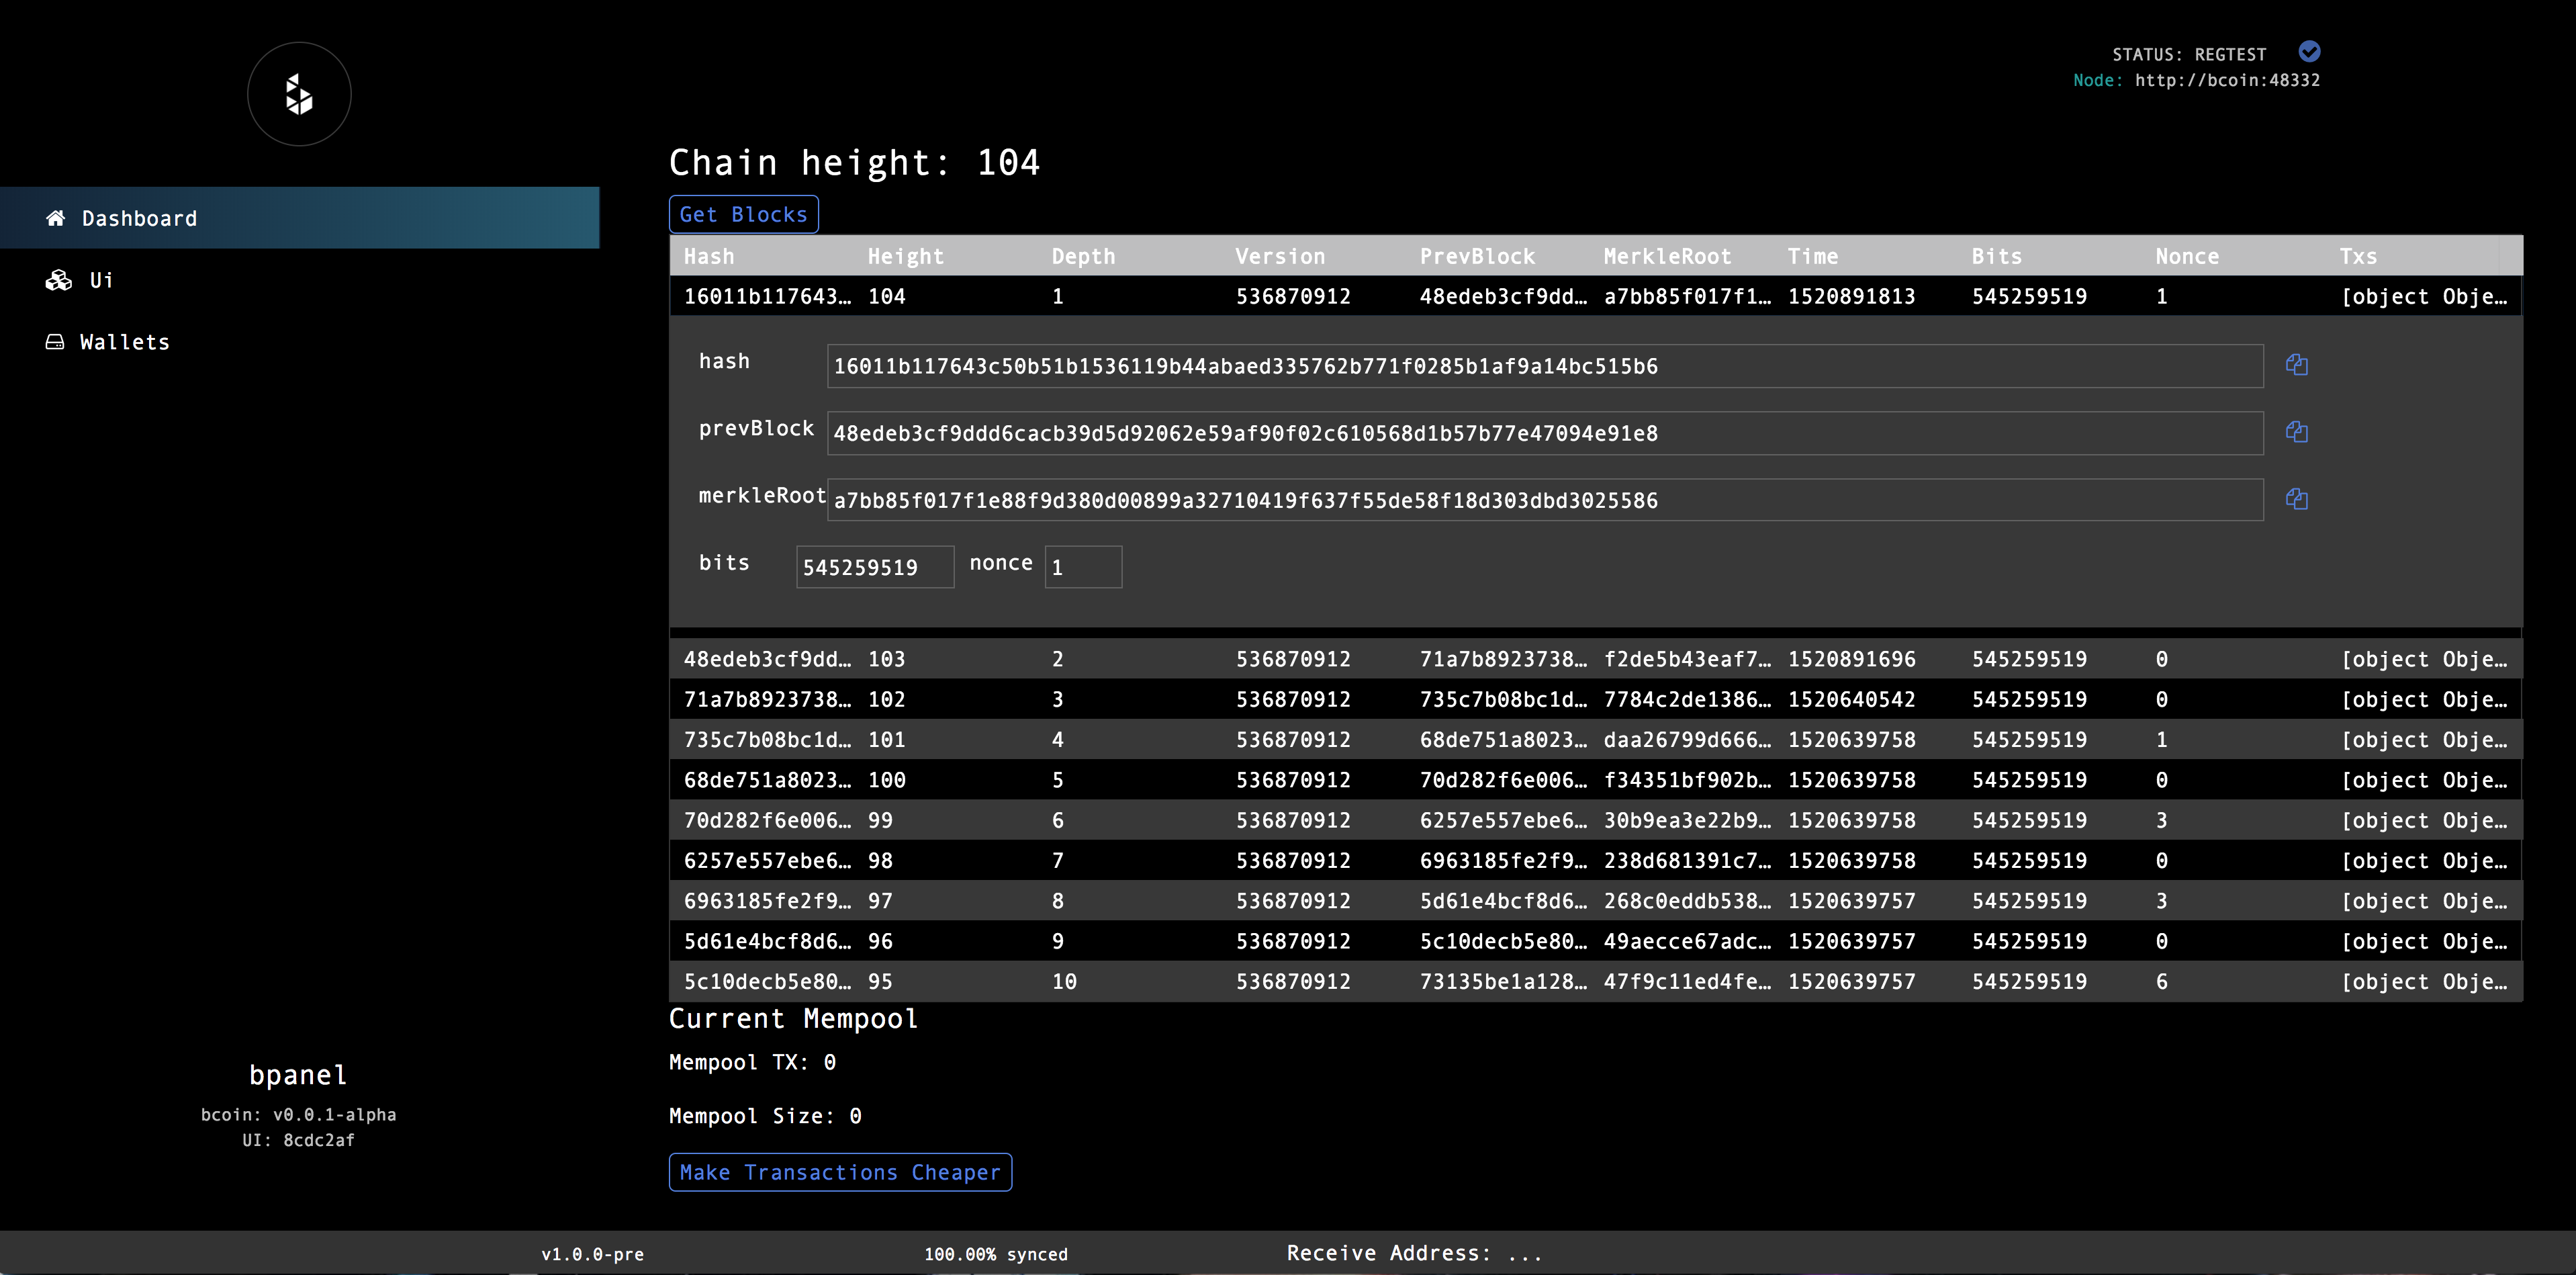 STATUS: REGTEST
Node: http://bcoin:48332
Dashboard
Ui
Wallets
Chain height: 104
Get Blocks
Hash Height Depth Version PrevBlock MerkleRoot Time Bits Nonce Txs
16011b117643… 104 1 536870912 48edeb3cf9dd… a7bb85f017f1… 1520891813 545259519 1 [object Obje…
hash 16011b117643c50b51b1536119b44abaed335762b771f0285b1af9a14bc515b6
prevBlock 48edeb3cf9ddd6cacb39d5d92062e59af90f02c610568d1b57b77e47094e91e8
merkleRoot a7bb85f017f1e88f9d380d00899a32710419f637f55de58f18d303dbd3025586
bits 545259519 nonce 1
48edeb3cf9dd… 103 2 536870912 71a7b8923738… f2de5b43eaf7… 1520891696 545259519 0 [object Obje…
71a7b8923738… 102 3 536870912 735c7b08bc1d… 7784c2de1386… 1520640542 545259519 0 [object Obje…
735c7b08bc1d… 101 4 536870912 68de751a8023… daa26799d666… 1520639758 545259519 1 [object Obje…
68de751a8023… 100 5 536870912 70d282f6e006… f34351bf902b… 1520639758 545259519 0 [object Obje…
70d282f6e006… 99 6 536870912 6257e557ebe6… 30b9ea3e22b9… 1520639758 545259519 3 [object Obje…
6257e557ebe6… 98 7 536870912 6963185fe2f9… 238d681391c7… 1520639758 545259519 0 [object Obje…
6963185fe2f9… 97 8 536870912 5d61e4bcf8d6… 268c0eddb538… 1520639757 545259519 3 [object Obje…
5d61e4bcf8d6… 96 9 536870912 5c10decb5e80… 49aecce67adc… 1520639757 545259519 0 [object Obje…
5c10decb5e80… 95 10 536870912 73135be1a128… 47f9c11ed4fe… 1520639757 545259519 6 [object Obje…
Current Mempool
Mempool TX: 0
Mempool Size: 0
Make Transactions Cheaper
bpanel
bcoin: v0.0.1-alpha
UI: 8cdc2af
v1.0.0-pre 100.00% synced Receive Address: ...